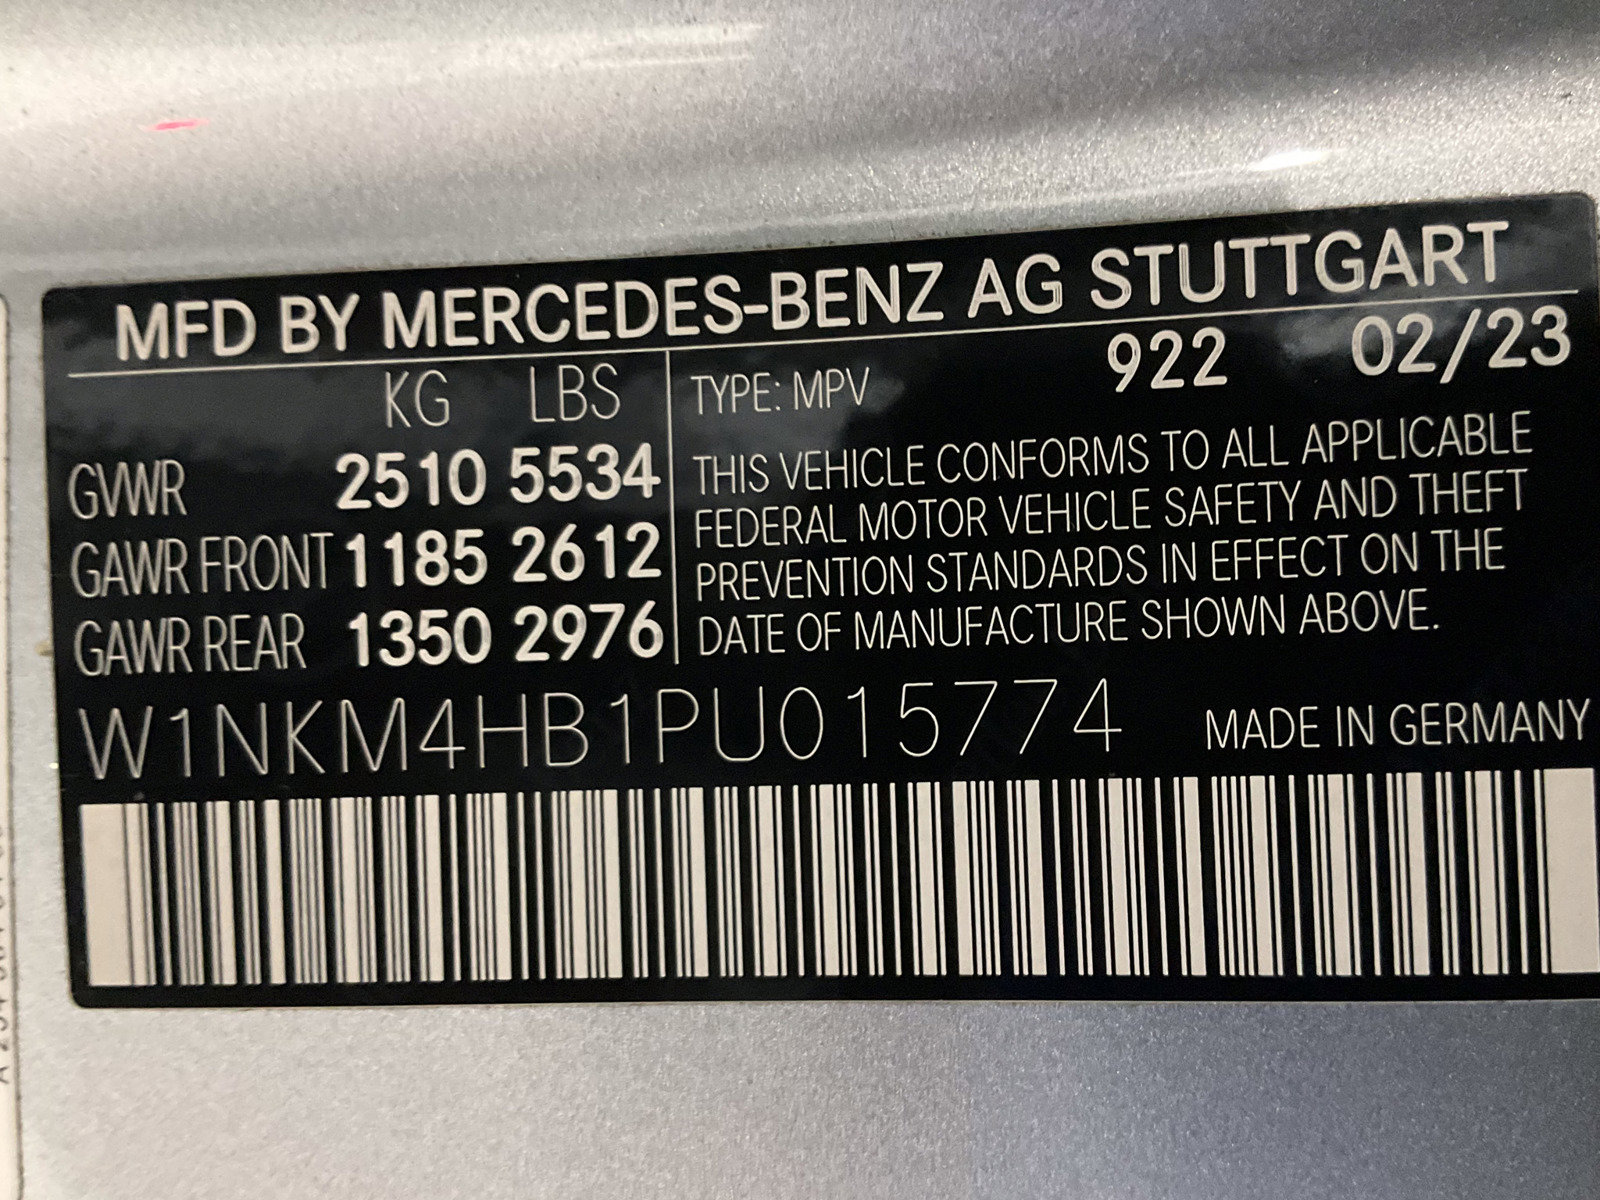 MFD BY MERCEDES-BENZ AG STUTTGART
KG LBS
GVWR 2510 5534
GAWR FRONT 1185 2612
GAWR REAR 1350 2976
TYPE: MPV 922 02/23
THIS VEHICLE CONFORMS TO ALL APPLICABLE
FEDERAL MOTOR VEHICLE SAFETY AND THEFT
PREVENTION STANDARDS IN EFFECT ON THE
DATE OF MANUFACTURE SHOWN ABOVE.
W1NKM4HB1PU015774 MADE IN GERMANY